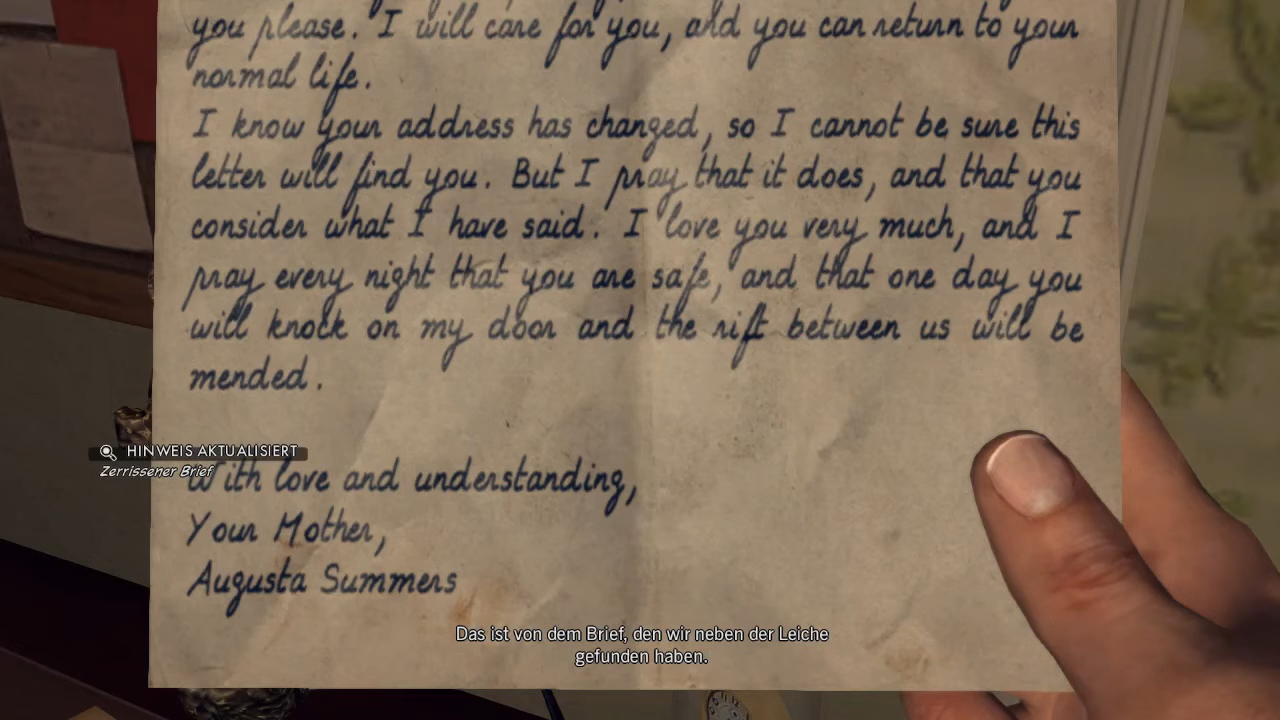 you please. I will care for you, and you can return to your
normal life.
I know your address has changed, so I cannot be sure this
letter will find you. But I pray that it does, and that you
consider what I have said. I love you very much, and I
pray every night that you are safe, and that one day you
will knock on my door and the rift between us will be
mended.
HINWEIS AKTUALISIERT
Zerrissener Brief
With love and understanding,
Your Mother,
Augusta Summers
Das ist von dem Brief, den wir neben der Leiche
gefunden haben.